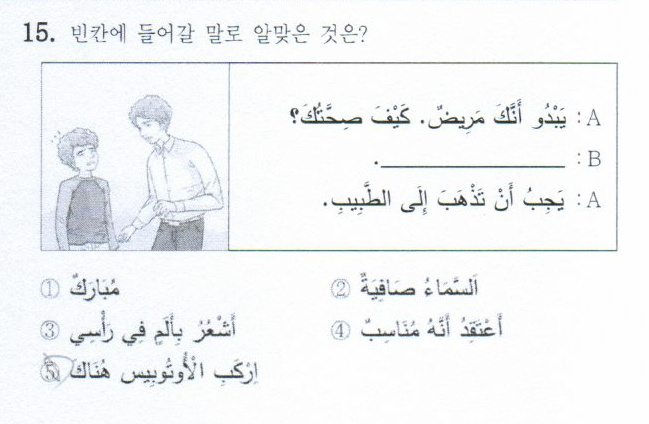 15. 빈칸에 들어갈 말로 알맞은 것은?
A : يَبْدُو أَنَّكَ مَرِيضٌ. كَيْفَ صِحَّتُكَ؟
B : ____________.
A : يَجِبُ أَنْ تَذْهَبَ إِلَى الطَّبِيبِ.
① مُبَارَكٌ ② اَلسَّمَاءُ صَافِيَةٌ
③ أَشْعُرُ بِأَلَمٍ فِي رَأْسِي ④ أَعْتَقِدُ أَنَّهُ مُنَاسِبٌ
⑤ اِرْكَبِ الْأُوتُوبِيس هُنَاكَ